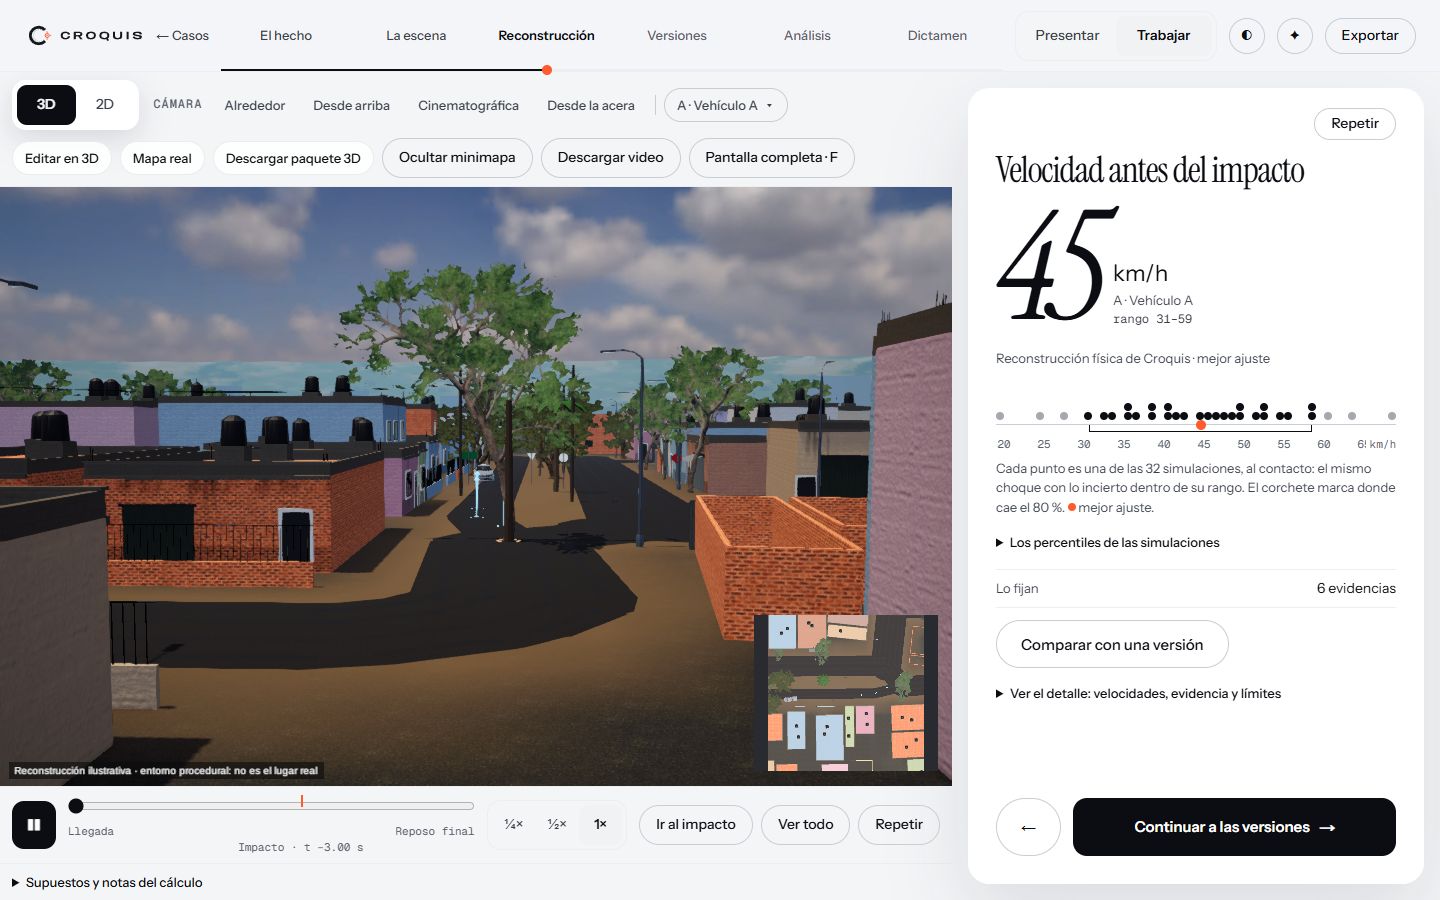 CROQUIS
← Casos
El hecho
La escena
Reconstrucción
Versiones
Análisis
Dictamen
Presentar
Trabajar
Exportar
3D
2D
CÁMARA
Alrededor
Desde arriba
Cinematográfica
Desde la acera
A · Vehículo A
Editar en 3D
Mapa real
Descargar paquete 3D
Ocultar minimapa
Descargar video
Pantalla completa · F
Reconstrucción ilustrativa - entorno procedural: no es el lugar real
Llegada
Reposo final
Impacto · t −3.00 s
¼×
½×
1×
Ir al impacto
Ver todo
Repetir
Supuestos y notas del cálculo
Repetir
Velocidad antes del impacto
45
km/h
A · Vehículo A
rango 31–59
Reconstrucción física de Croquis · mejor ajuste
20 25 30 35 40 45 50 55 60 km/h
Cada punto es una de las 32 simulaciones, al contacto: el mismo
choque con lo incierto dentro de su rango. El corchete marca donde
cae el 80 %. mejor ajuste.
Los percentiles de las simulaciones
Lo fijan
6 evidencias
Comparar con una versión
Ver el detalle: velocidades, evidencia y límites
←
Continuar a las versiones →